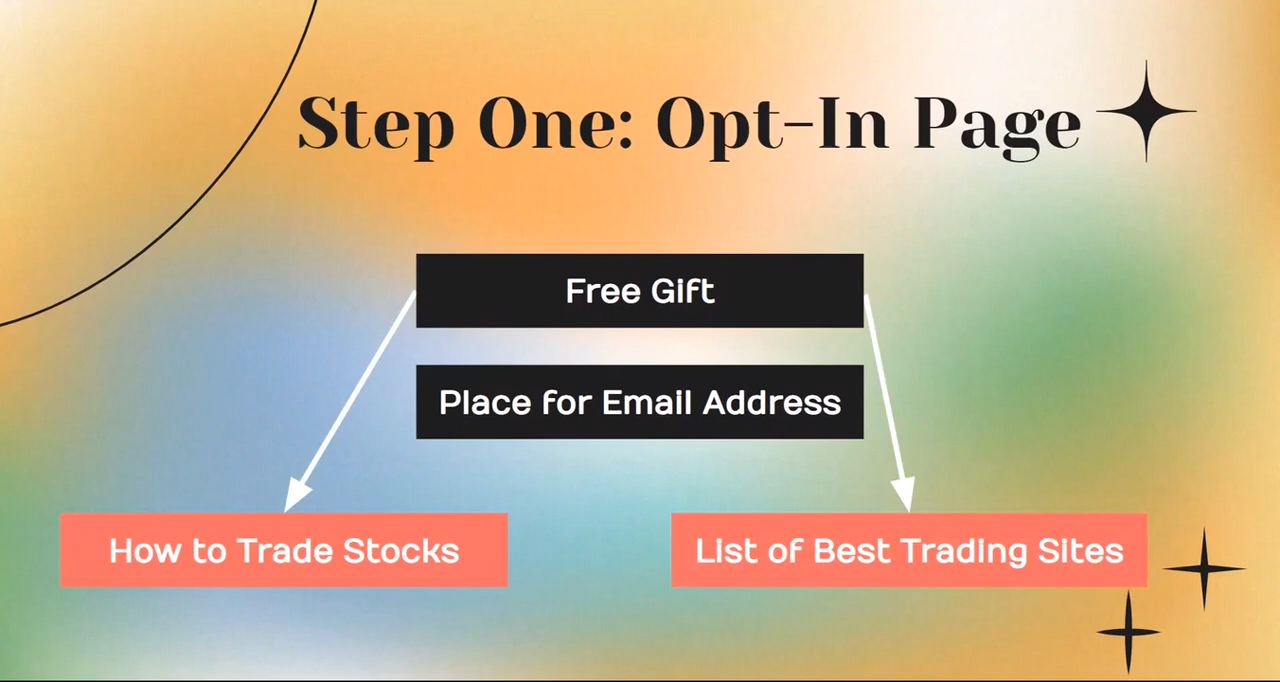 Step One: Opt-In Page
Free Gift
Place for Email Address
How to Trade Stocks
List of Best Trading Sites